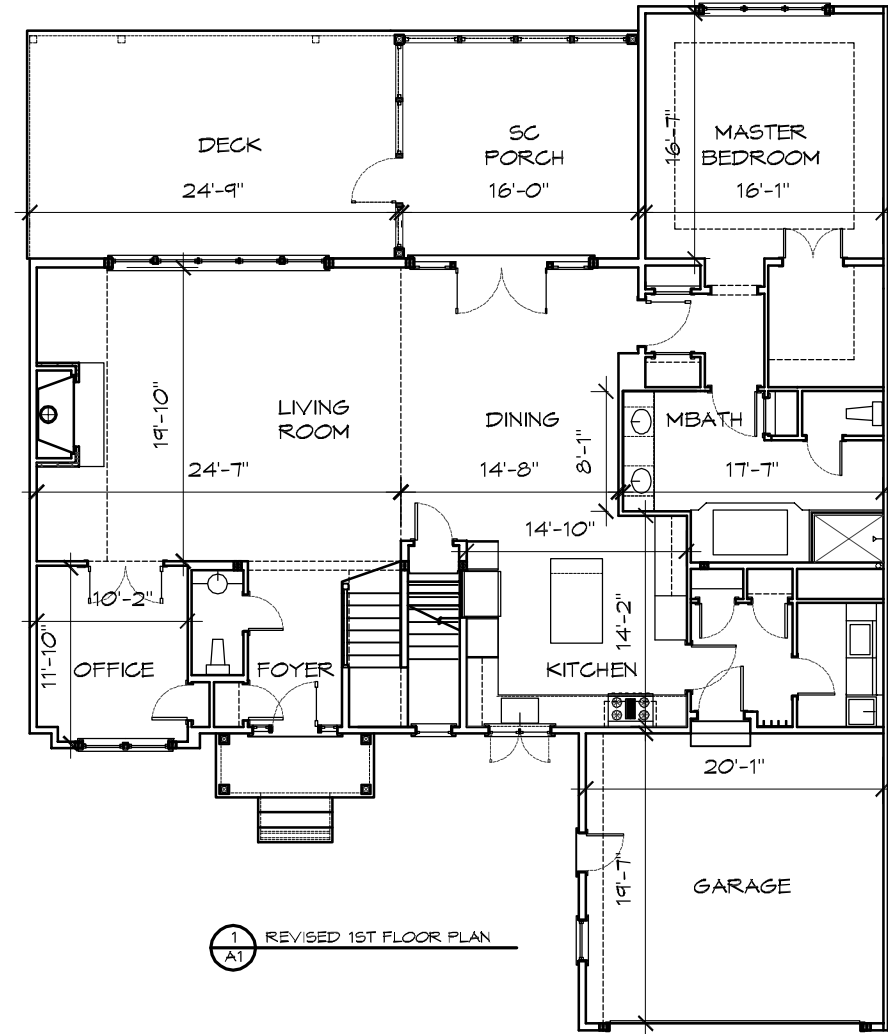 DECK
24'-9"
SC
PORCH
16'-0"
16'-7"
MASTER
BEDROOM
16'-1"
LIVING
ROOM
19'-10"
24'-7"
DINING
14'-8"
8'-1"
MBATH
17'-7"
14'-10"
10'-2"
11'-10"
OFFICE
FOYER
14'-2"
KITCHEN
20'-1"
19'-7"
GARAGE
1
A1
REVISED 1ST FLOOR PLAN